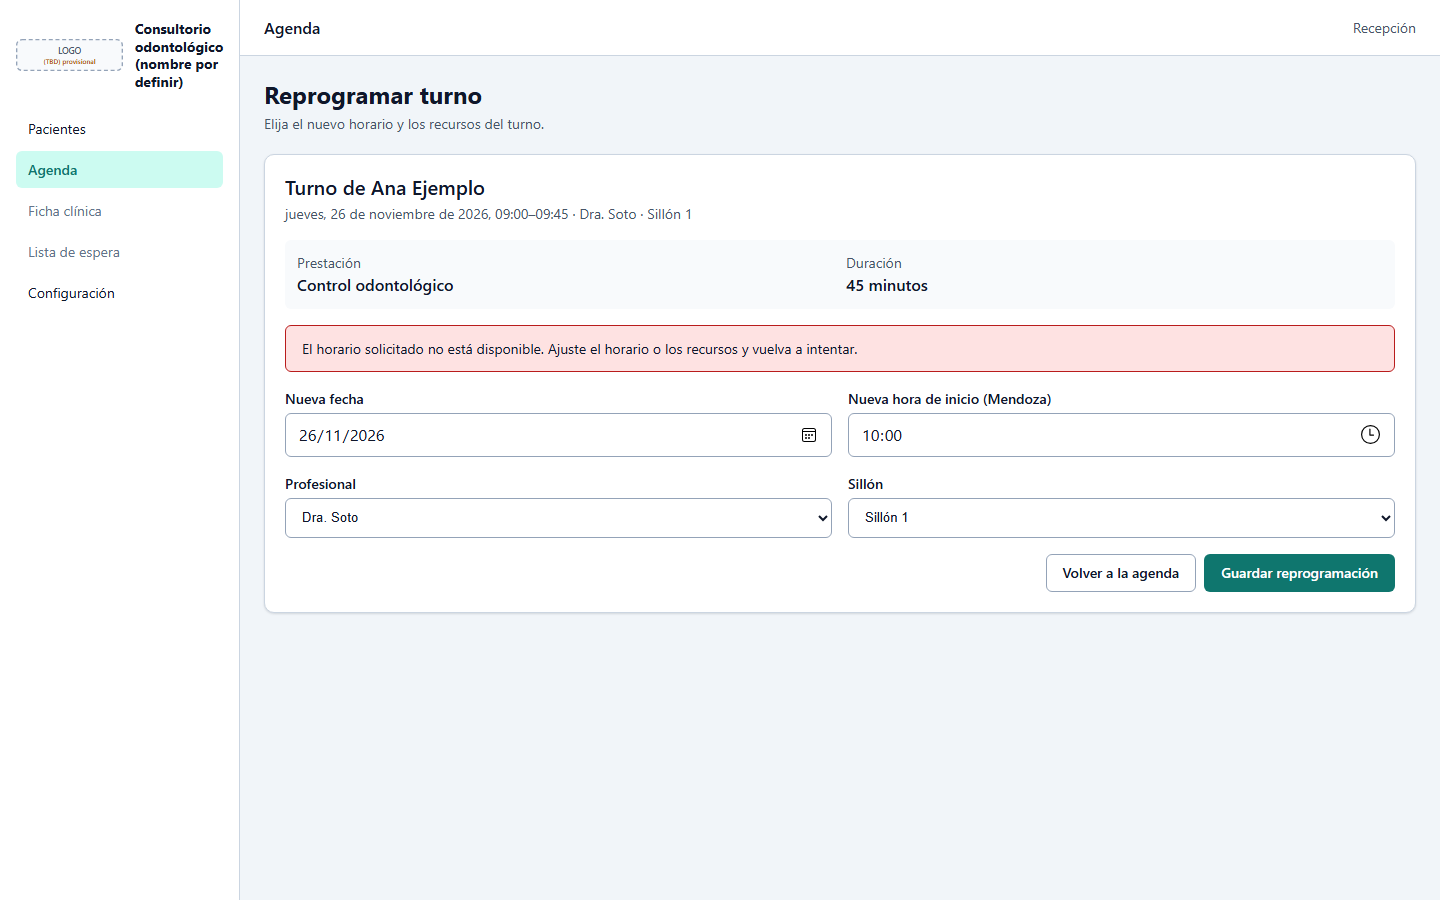 LOGO
(TBD) provisional
Consultorio
odontológico
(nombre por
definir)
Pacientes
Agenda
Ficha clínica
Lista de espera
Configuración
Agenda
Recepción
Reprogramar turno
Elija el nuevo horario y los recursos del turno.
Turno de Ana Ejemplo
jueves, 26 de noviembre de 2026, 09:00–09:45 · Dra. Soto · Sillón 1
Prestación
Control odontológico
Duración
45 minutos
El horario solicitado no está disponible. Ajuste el horario o los recursos y vuelva a intentar.
Nueva fecha
26/11/2026
Nueva hora de inicio (Mendoza)
10:00
Profesional
Dra. Soto
Sillón
Sillón 1
Volver a la agenda
Guardar reprogramación